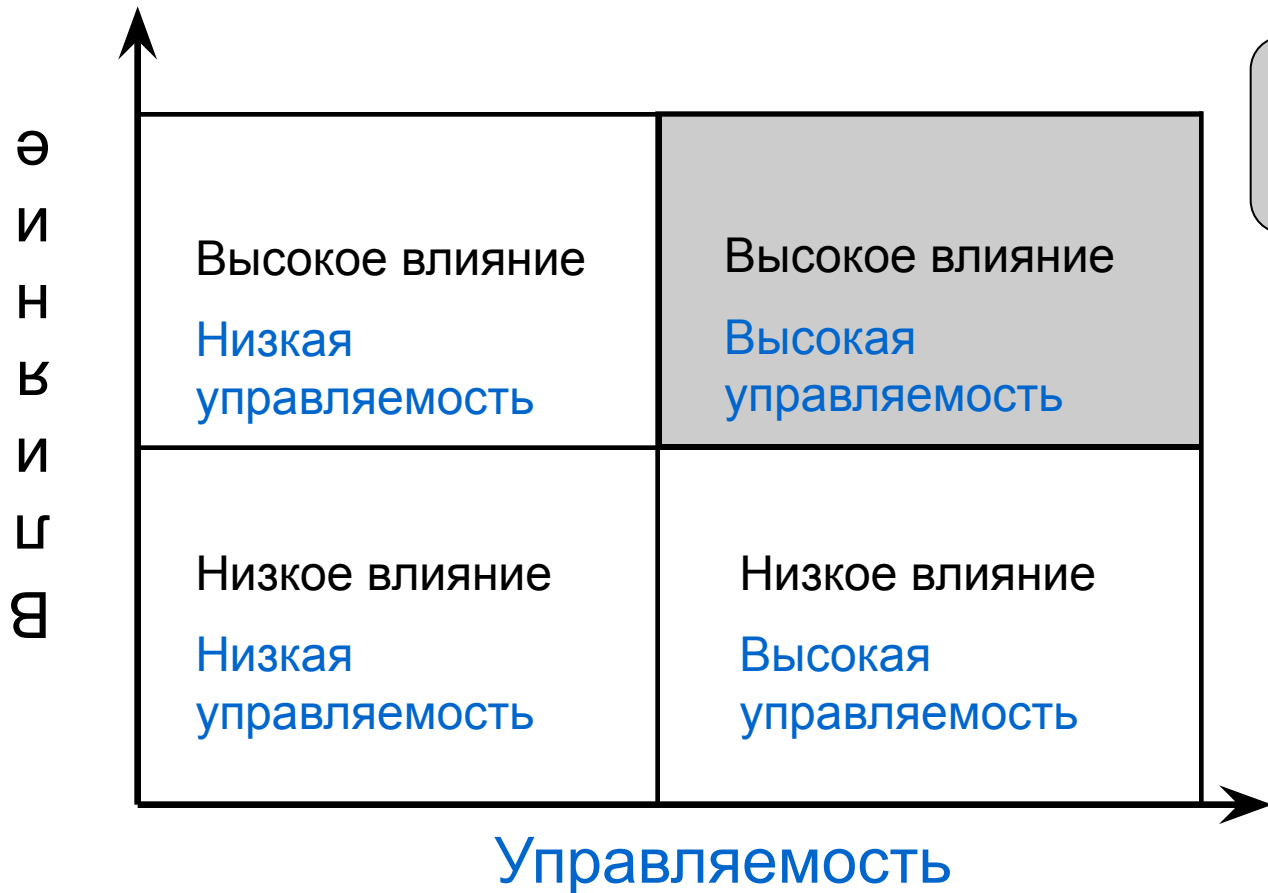 Влияние
Высокое влияние
Низкая
управляемость
Высокое влияние
Высокая
управляемость
Низкое влияние
Низкая
управляемость
Низкое влияние
Высокая
управляемость
Управляемость